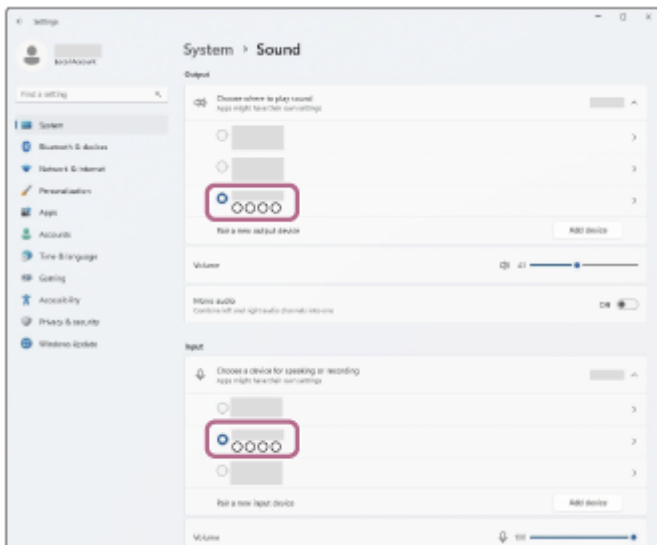 Settings
Local Account
Find a setting
System
Bluetooth & devices
Network & internet
Personalization
Apps
Accounts
Time & language
Gaming
Accessibility
Privacy & security
Windows Update
System > Sound
Output
Choose where to play sound
Apps might have their own settings
○○○○
Pair a new output device
Add device
Volume
Mono audio
Combine left and right audio channels into one
Off
Input
Choose a device for speaking or recording
Apps might have their own settings
○○○○
Pair a new input device
Add device
Volume
100